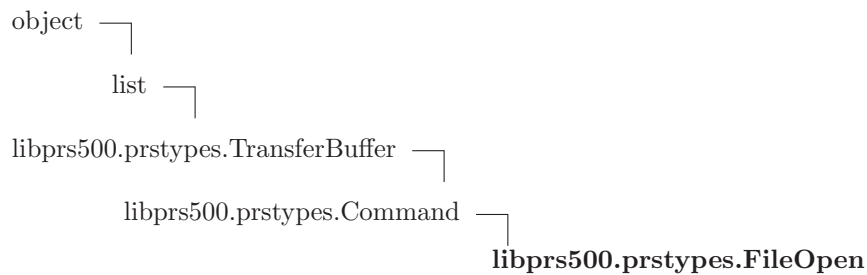 object
list
libprs500.prstypes.TransferBuffer
libprs500.prstypes.Command
libprs500.prstypes.FileOpen